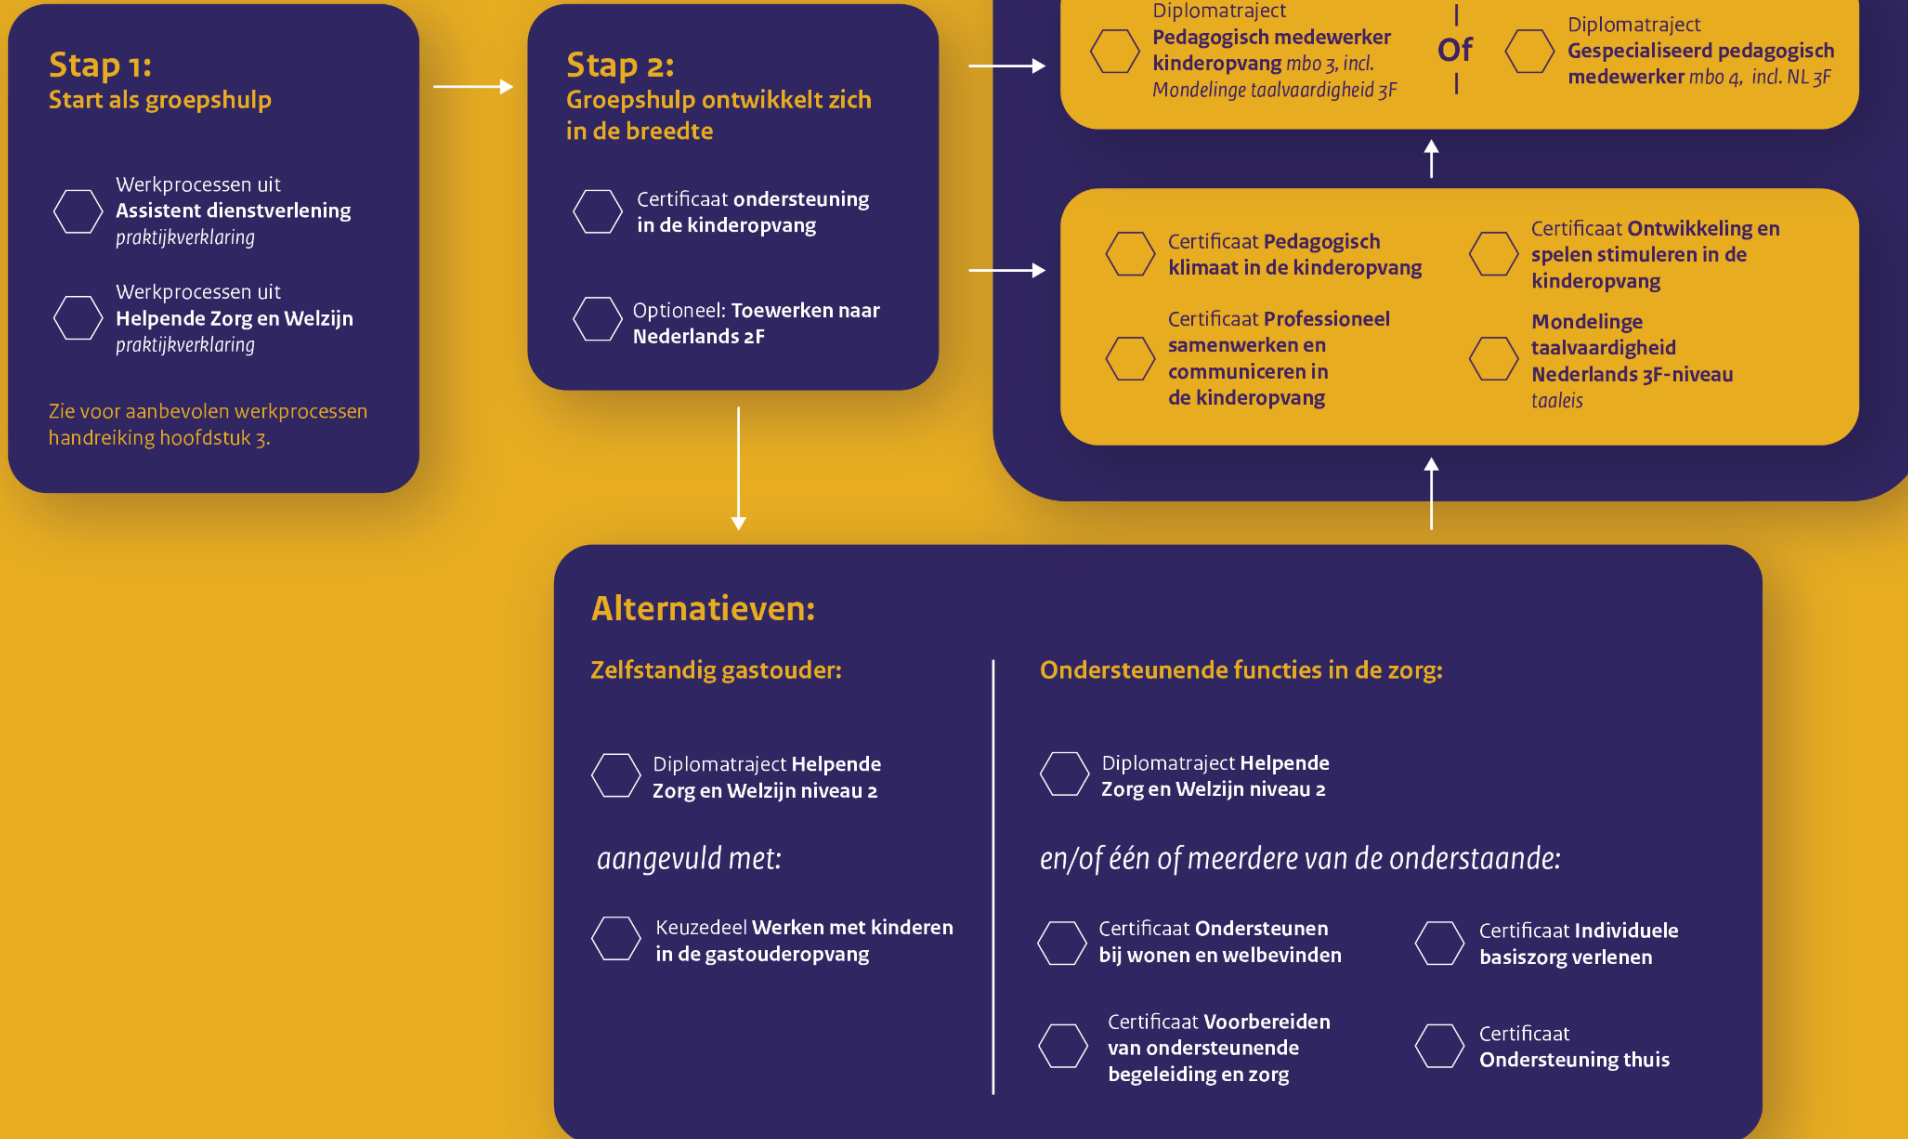 Stap 1:
Start als groepshulp
Werkprocessen uit
Assistent dienstverlening
praktijkverklaring
Werkprocessen uit
Helpende Zorg en Welzijn
praktijkverklaring
Zie voor aanbevolen werkprocessen
handreiking hoofdstuk 3.
Stap 2:
Groepshulp ontwikkelt zich
in de breedte
Certificaat ondersteuning
in de kinderopvang
Optioneel: Toewerken naar
Nederlands 2F
Diplomatraject
Pedagogisch medewerker
kinderopvang mbo 3, incl.
Mondelinge taalvaardigheid 3F
Of
Diplomatraject
Gespecialiseerd pedagogisch
medewerker mbo 4, incl. NL 3F
Certificaat Pedagogisch
klimaat in de kinderopvang
Certificaat Ontwikkeling en
spelen stimuleren in de
kinderopvang
Certificaat Professioneel
samenwerken en
communiceren in
de kinderopvang
Mondelinge
taalvaardigheid
Nederlands 3F-niveau
taaleis
Alternatieven:
Zelfstandig gastouder:
Diplomatraject Helpende
Zorg en Welzijn niveau 2
aangevuld met:
Keuzedeel Werken met kinderen
in de gastouderopvang
Ondersteunende functies in de zorg:
Diplomatraject Helpende
Zorg en Welzijn niveau 2
en/of één of meerdere van de onderstaande:
Certificaat Ondersteunen
bij wonen en welbevinden
Certificaat Individuele
basiszorg verlenen
Certificaat Voorbereiden
van ondersteunende
begeleiding en zorg
Certificaat
Ondersteuning thuis